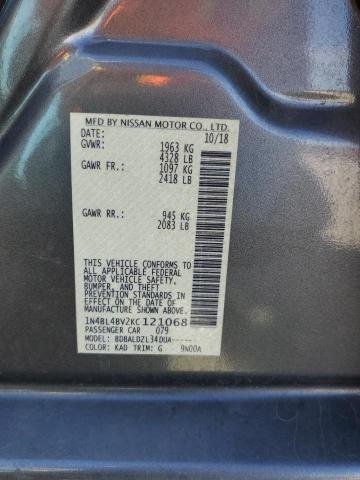 MFD BY NISSAN MOTOR CO., LTD.
DATE: 10/18
GVWR: 1963 KG
4328 LB
GAWR FR.: 1097 KG
2418 LB
GAWR RR.: 945 KG
2083 LB
THIS VEHICLE CONFORMS TO ALL
APPLICABLE FEDERAL MOTOR
VEHICLE SAFETY,
BUMPER, AND THEFT
PREVENTION STANDARDS
IN EFFECT ON THE DATE OF
MANUFACTURE SHOWN ABOVE.
1N4BL4BV2KC121068
PASSENGER CAR 079
MODEL: BDBALDZL34DUA-----
COLOR: KAD TRIM: G 9N00A